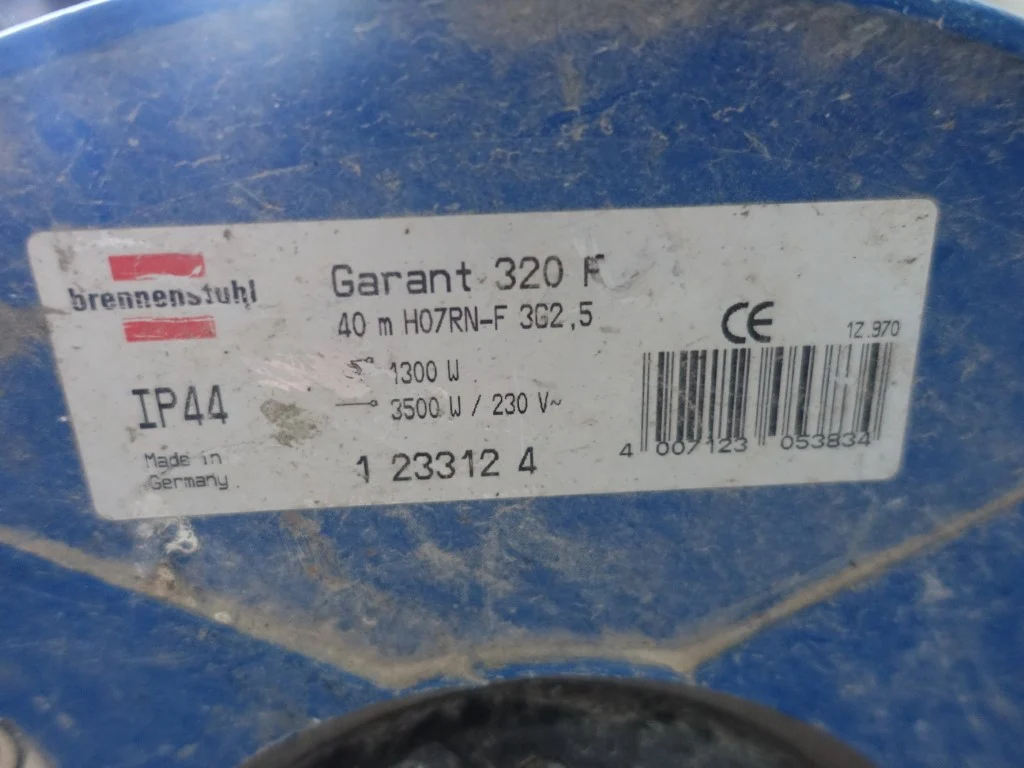 brennenstuhl
Garant 320 F
40 m H07RN-F 3G2,5
1300 W
3500 W / 230 V~
IP44
Made in
Germany
1 23312 4
CE
1Z.970
4 007123 053834